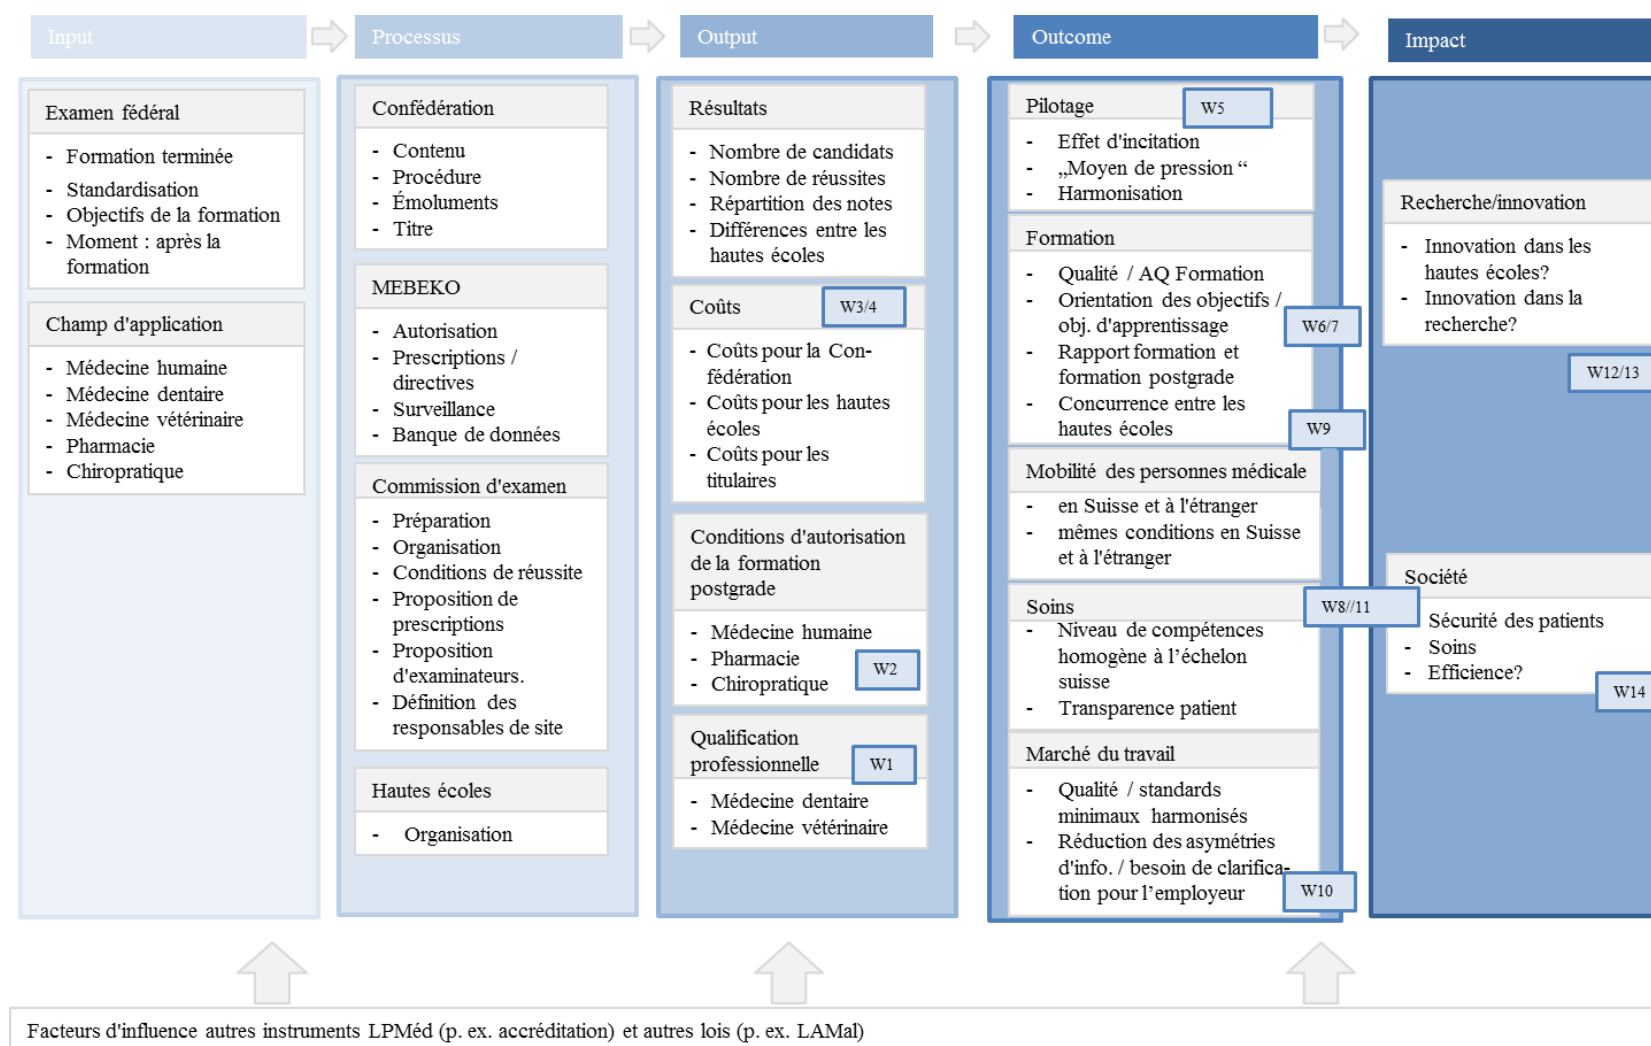 Input
Processus
Output
Outcome
Impact
Examen fédéral
- Formation terminée
- Standardisation
- Objectifs de la formation
- Moment : après la
formation
Champ d'application
- Médecine humaine
- Médecine dentaire
- Médecine vétérinaire
- Pharmacie
- Chiropratique
Confédération
- Contenu
- Procédure
- Émoluments
- Titre
MEBEKO
- Autorisation
- Prescriptions /
directives
- Surveillance
- Banque de données
Commission d'examen
- Préparation
- Organisation
- Conditions de réussite
- Proposition de
prescriptions
- Proposition
d'examinateurs.
- Définition des
responsables de site
Hautes écoles
- Organisation
Résultats
- Nombre de candidats
- Nombre de réussites
- Répartition des notes
- Différences entre les
hautes écoles
Coûts
W3/4
- Coûts pour la Con-
fédération
- Coûts pour les hautes
écoles
- Coûts pour les
titulaires
Conditions d'autorisation
de la formation
postgrade
- Médecine humaine
- Pharmacie
- Chiropratique
W2
Qualification
professionnelle
W1
- Médecine dentaire
- Médecine vétérinaire
Pilotage
W5
- Effet d'incitation
- „Moyen de pression “
- Harmonisation
Formation
- Qualité / AQ Formation
- Orientation des objectifs /
obj. d'apprentissage
W6/7
- Rapport formation et
formation postgrade
- Concurrence entre les
hautes écoles
W9
Mobilité des personnes médicale
- en Suisse et à l'étranger
- mêmes conditions en Suisse
et à l'étranger
Soins
W8//11
- Niveau de compétences
homogène à l’échelon
suisse
- Transparence patient
Marché du travail
- Qualité / standards
minimaux harmonisés
- Réduction des asymétries
d'info. / besoin de clarifica-
tion pour l’employeur
W10
Recherche/innovation
- Innovation dans les
hautes écoles?
- Innovation dans la
recherche?
W12/13
Société
Sécurité des patients
- Soins
- Efficience?
W14
Facteurs d'influence autres instruments LPMéd (p. ex. accréditation) et autres lois (p. ex. LAMal)